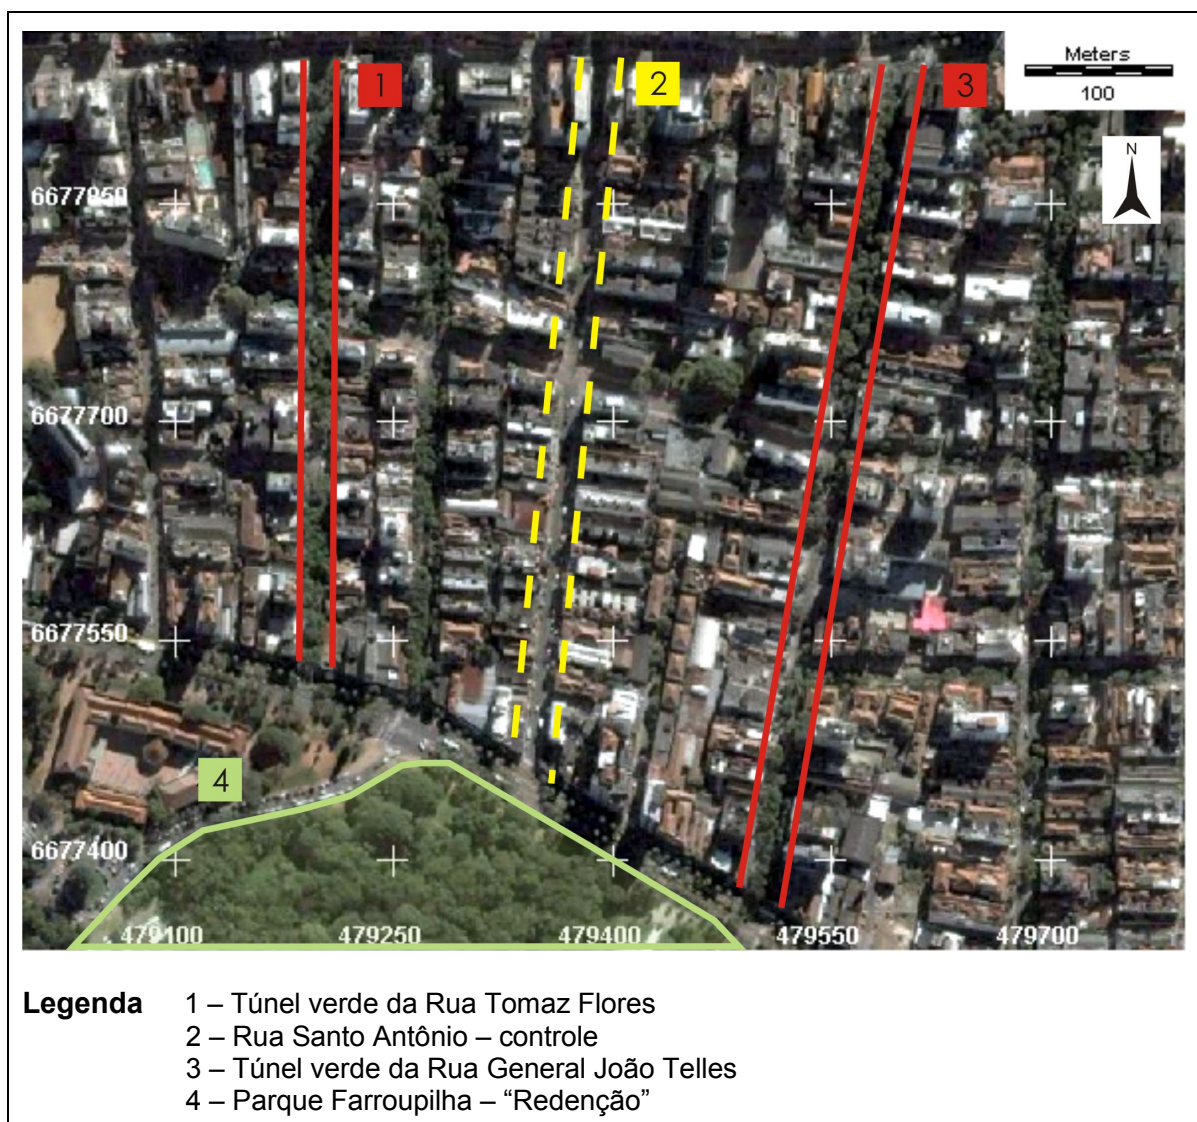 Meters
100
1
2
3
N
6677850
6677700
6677550
4
6677400
479100 479250 479400 479550 479700
Legenda 1 – Túnel verde da Rua Tomaz Flores
2 – Rua Santo Antônio – controle
3 – Túnel verde da Rua General João Telles
4 – Parque Farroupilha – “Redenção”